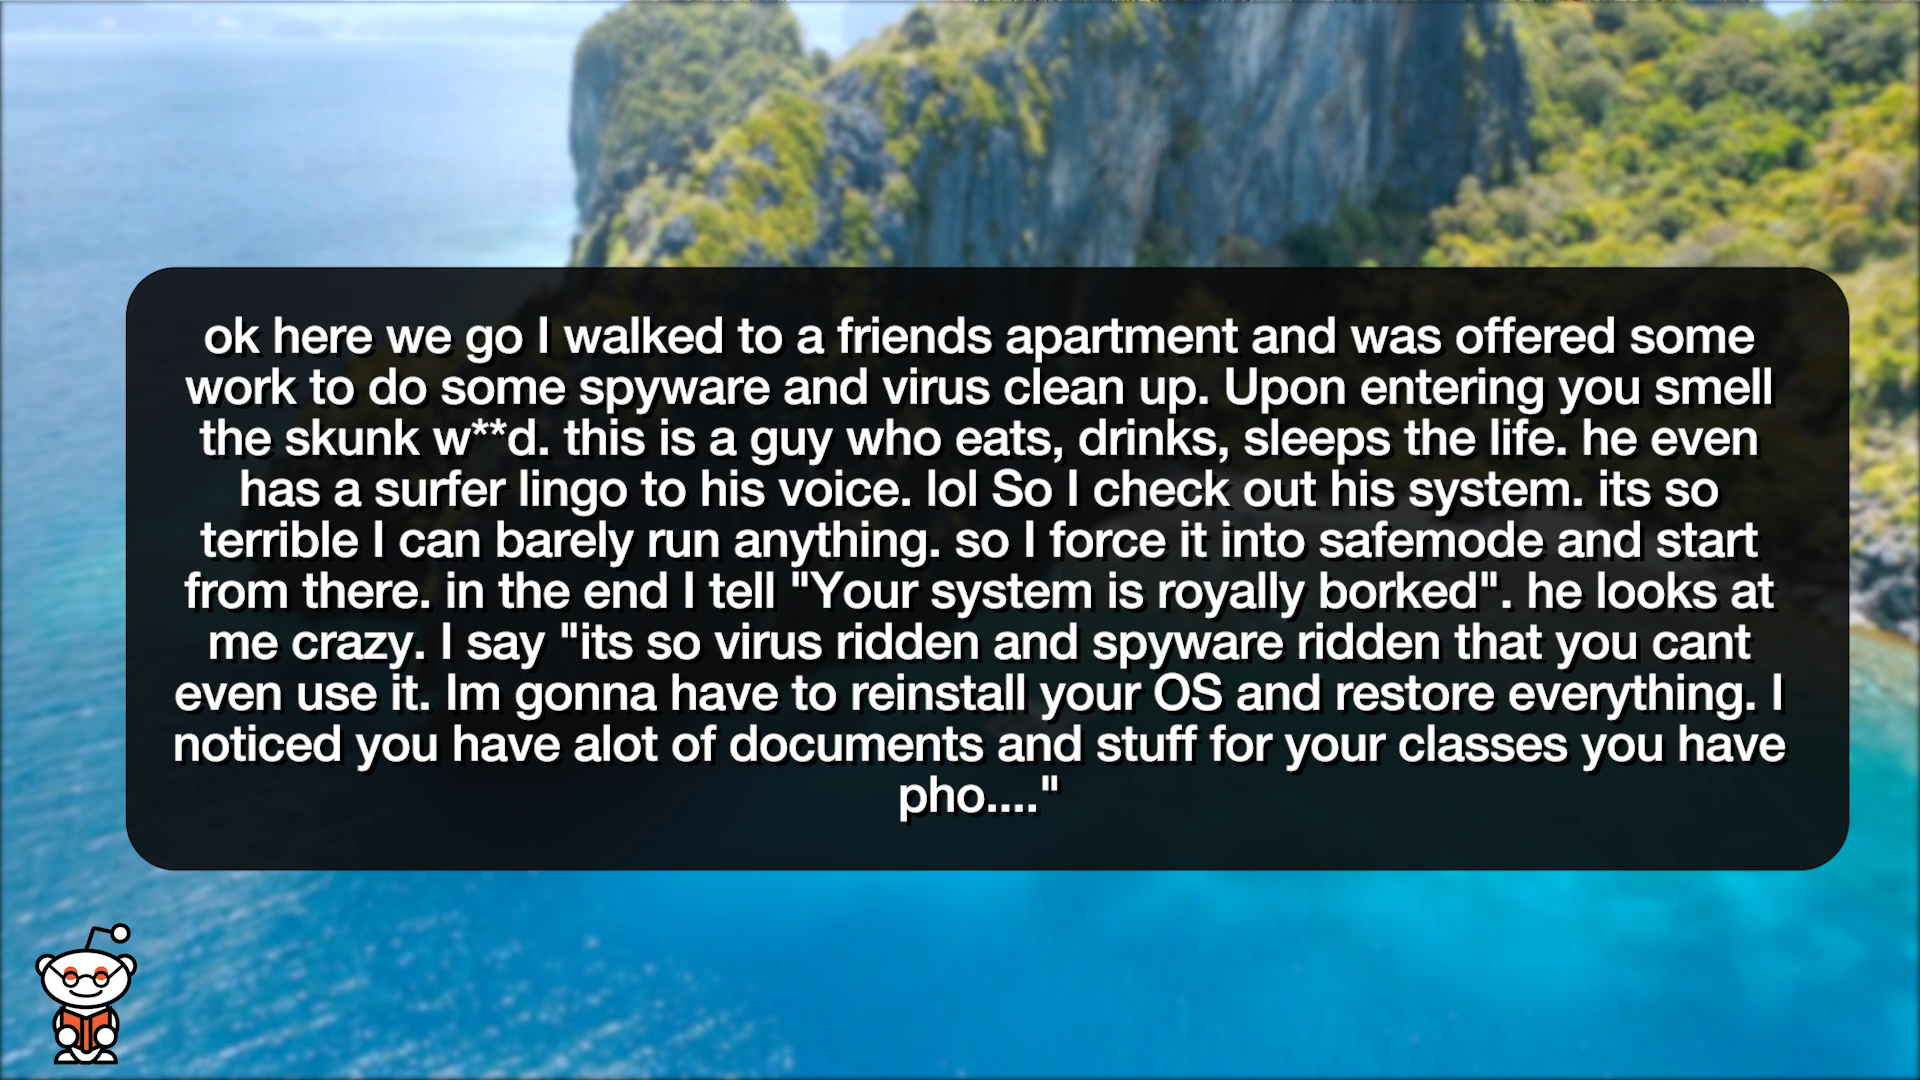 ok here we go I walked to a friends apartment and was offered some
work to do some spyware and virus clean up. Upon entering you smell
the skunk w**d. this is a guy who eats, drinks, sleeps the life. he even
has a surfer lingo to his voice. lol So I check out his system. its so
terrible I can barely run anything. so I force it into safemode and start
from there. in the end I tell "Your system is royally borked". he looks at
me crazy. I say "its so virus ridden and spyware ridden that you cant
even use it. Im gonna have to reinstall your OS and restore everything. I
noticed you have alot of documents and stuff for your classes you have
pho...."